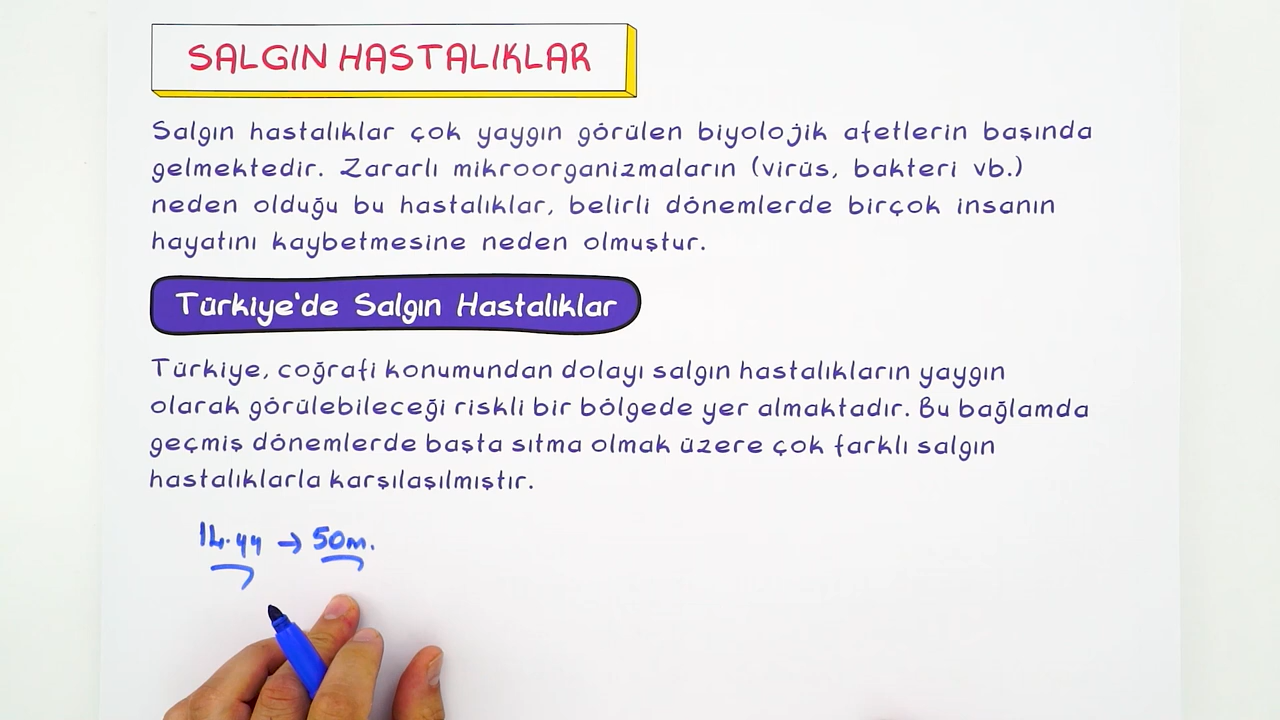 SALGIN HASTALIKLAR
Salgın hastalıklar çok yaygın görülen biyolojik afetlerin başında
gelmektedir. Zararlı mikroorganizmaların (virüs, bakteri vb.)
neden olduğu bu hastalıklar, belirli dönemlerde birçok insanın
hayatını kaybetmesine neden olmuştur.
Türkiye'de Salgın Hastalıklar
Türkiye, coğrafi konumundan dolayı salgın hastalıkların yaygın
olarak görülebileceği riskli bir bölgede yer almaktadır. Bu bağlamda
geçmiş dönemlerde başta sıtma olmak üzere çok farklı salgın
hastalıklarla karşılaşılmıştır.
14.yy → 50m.